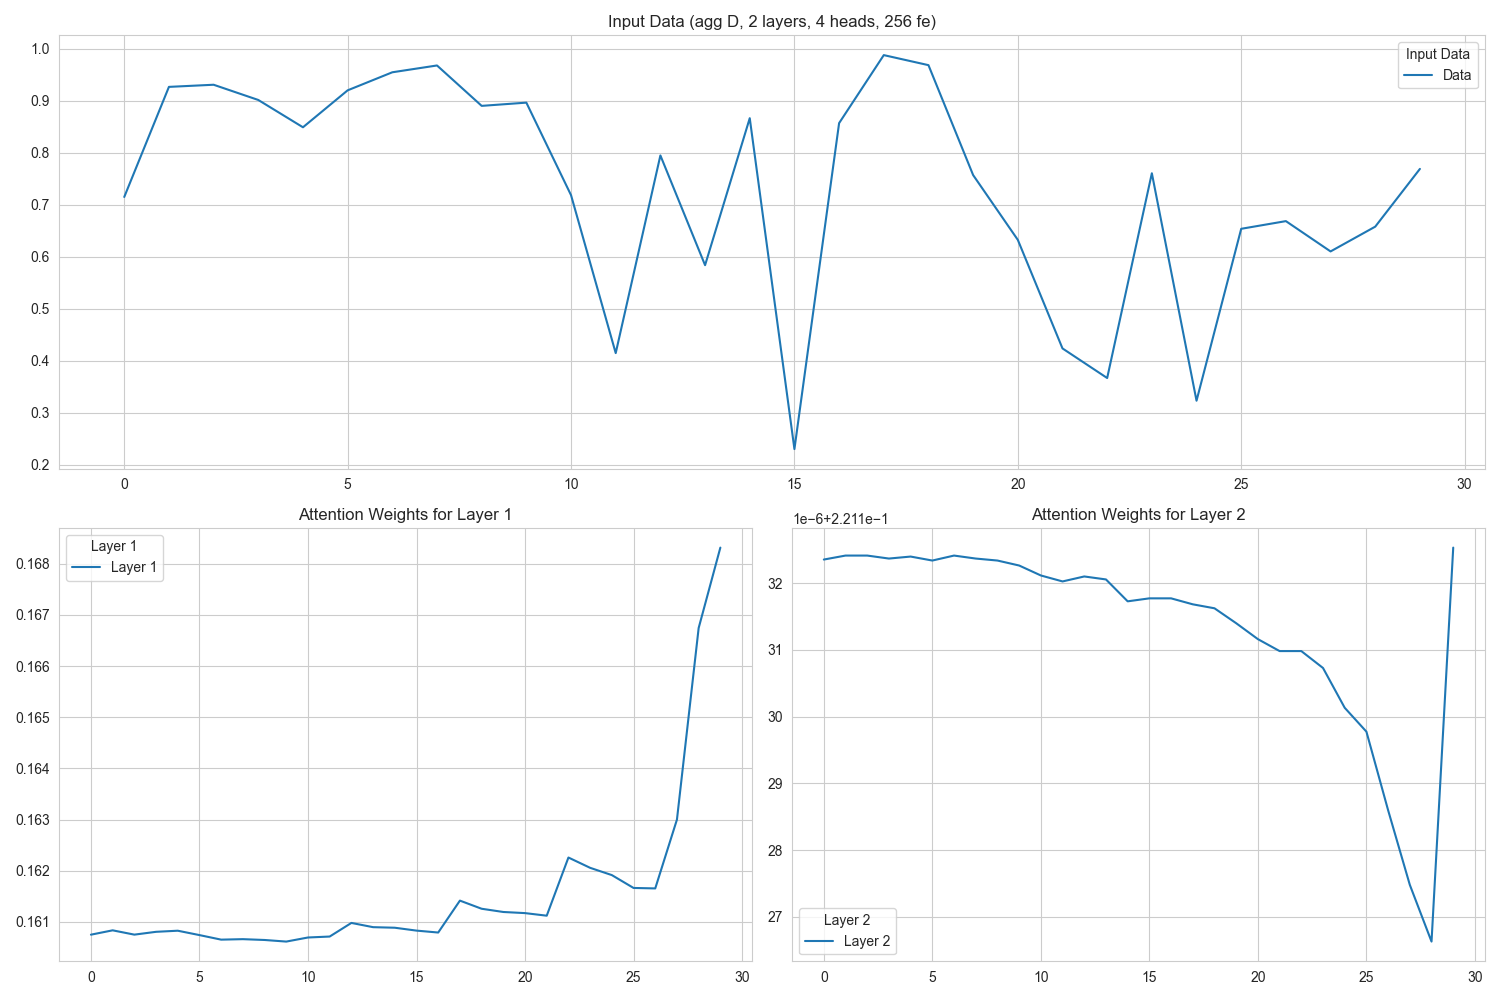 Input Data (agg D, 2 layers, 4 heads, 256 fe)
1.0
0.9
0.8
0.7
0.6
0.5
0.4
0.3
0.2
Input Data
Data
0 5 10 15 20 25 30
Attention Weights for Layer 1
0.168
0.167
0.166
0.165
0.164
0.163
0.162
0.161
Layer 1
Layer 1
0 5 10 15 20 25 30
1e−6+2.211e−1
Attention Weights for Layer 2
32
31
30
29
28
27
Layer 2
Layer 2
0 5 10 15 20 25 30